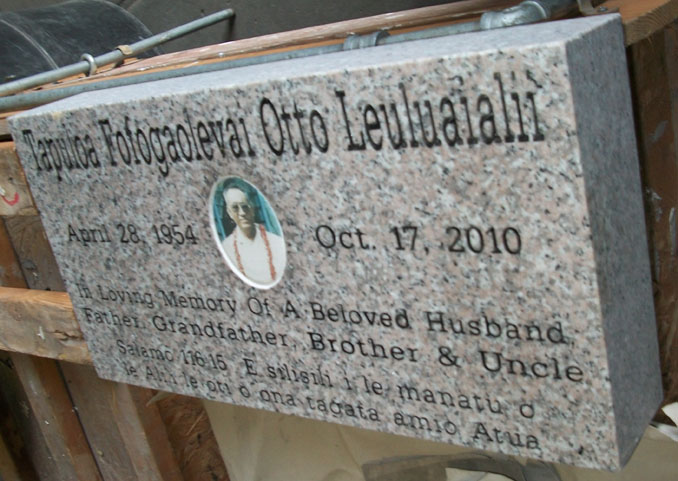 Tapuloa Fofogaolevai Otto Leuluaialii
April 28, 1954 Oct. 17, 2010
In Loving Memory Of A Beloved Husband,
Father, Grandfather, Brother & Uncle
Salamo 116:15 E silisili i le manatu o
le Alii le oti o ona tagata amio Atua